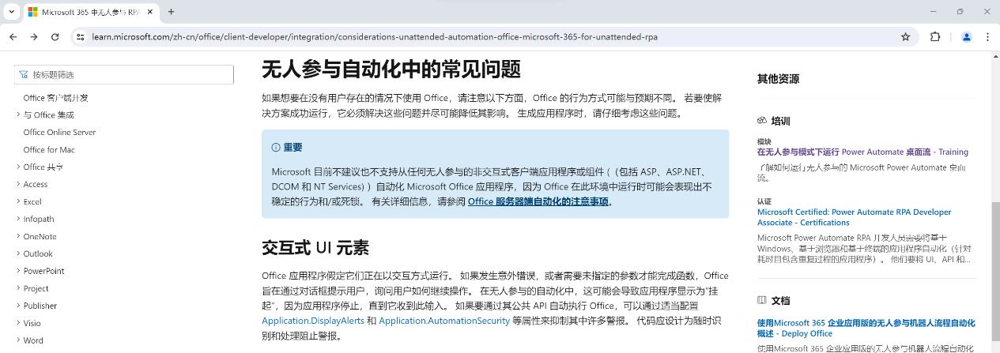 Microsoft 365 中无人参与 RPA
learn.microsoft.com/zh-cn/office/client-developer/integration/considerations-unattended-automation-office-microsoft-365-for-unattended-rpa
按标题筛选
Office 客户端开发
与 Office 集成
Office Online Server
Office for Mac
Office 共享
Access
Excel
Infopath
OneNote
Outlook
PowerPoint
Project
Publisher
Visio
Word
无人参与自动化中的常见问题
如果想要在没有用户存在的情况下使用 Office，请注意以下方面，Office 的行为方式可能与预期不同。 若要使解
决方案成功运行，它必须解决这些问题并尽可能降低其影响。 生成应用程序时，请仔细考虑这些问题。
重要
Microsoft 目前不建议也不支持从任何无人参与的非交互式客户端应用程序或组件 (（包括 ASP、ASP.NET、
DCOM 和 NT Services) ）自动化 Microsoft Office 应用程序，因为 Office 在此环境中运行时可能会表现出不
稳定的行为和/或死锁。 有关详细信息，请参阅 Office 服务器端自动化的注意事项。
交互式 UI 元素
Office 应用程序假定它们正在以交互方式运行。 如果发生意外错误，或者需要未指定的参数才能完成函数，Office
旨在通过对话框提示用户，询问用户如何继续操作。 在无人参与的自动化中，这可能会导致应用程序显示为“挂
起”，因为应用程序停止，直到它收到此输入。 如果要通过其公共 API 自动执行 Office，可以通过适当配置
Application.DisplayAlerts 和 Application.AutomationSecurity 等属性来抑制其中许多警报。 代码应设计为随时识
别和处理阻止警报。
其他资源
培训
模块
在无人参与模式下运行 Power Automate 桌面流 - Training
了解如何运行无人参与的 Microsoft Power Automate 桌面
流。
认证
Microsoft Certified: Power Automate RPA Developer
Associate - Certifications
Microsoft Power Automate RPA 开发人员需要将基于
Windows、基于浏览器和基于终端的应用程序自动化（针对
耗时且包含重复过程的应用程序）。 他们要将 UI、API 和...
文档
使用Microsoft 365 企业应用版的无人参与机器人流程自动化
概述 - Deploy Office
使用Microsoft 365 企业应用版的无人参与机器人流程自动化